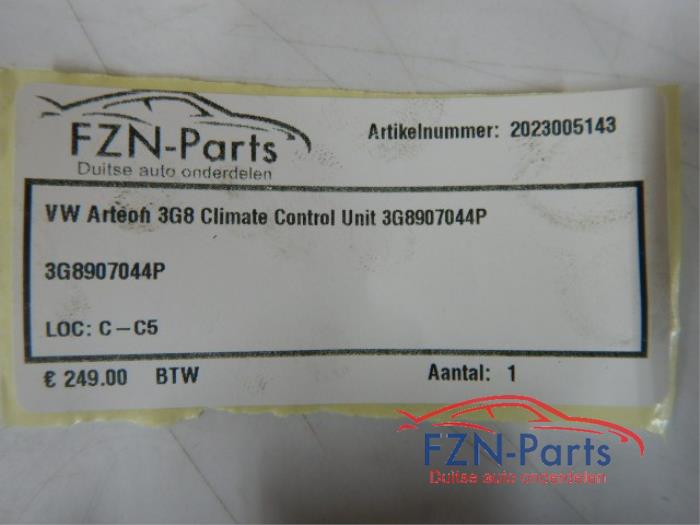 FZN-Parts
Duitse auto onderdelen
Artikelnummer: 2023005143
VW Arteon 3G8 Climate Control Unit 3G8907044P
3G8907044P
LOC: C-C5
€ 249.00 BTW
Aantal: 1
FZN-Parts
Duitse auto onderdelen